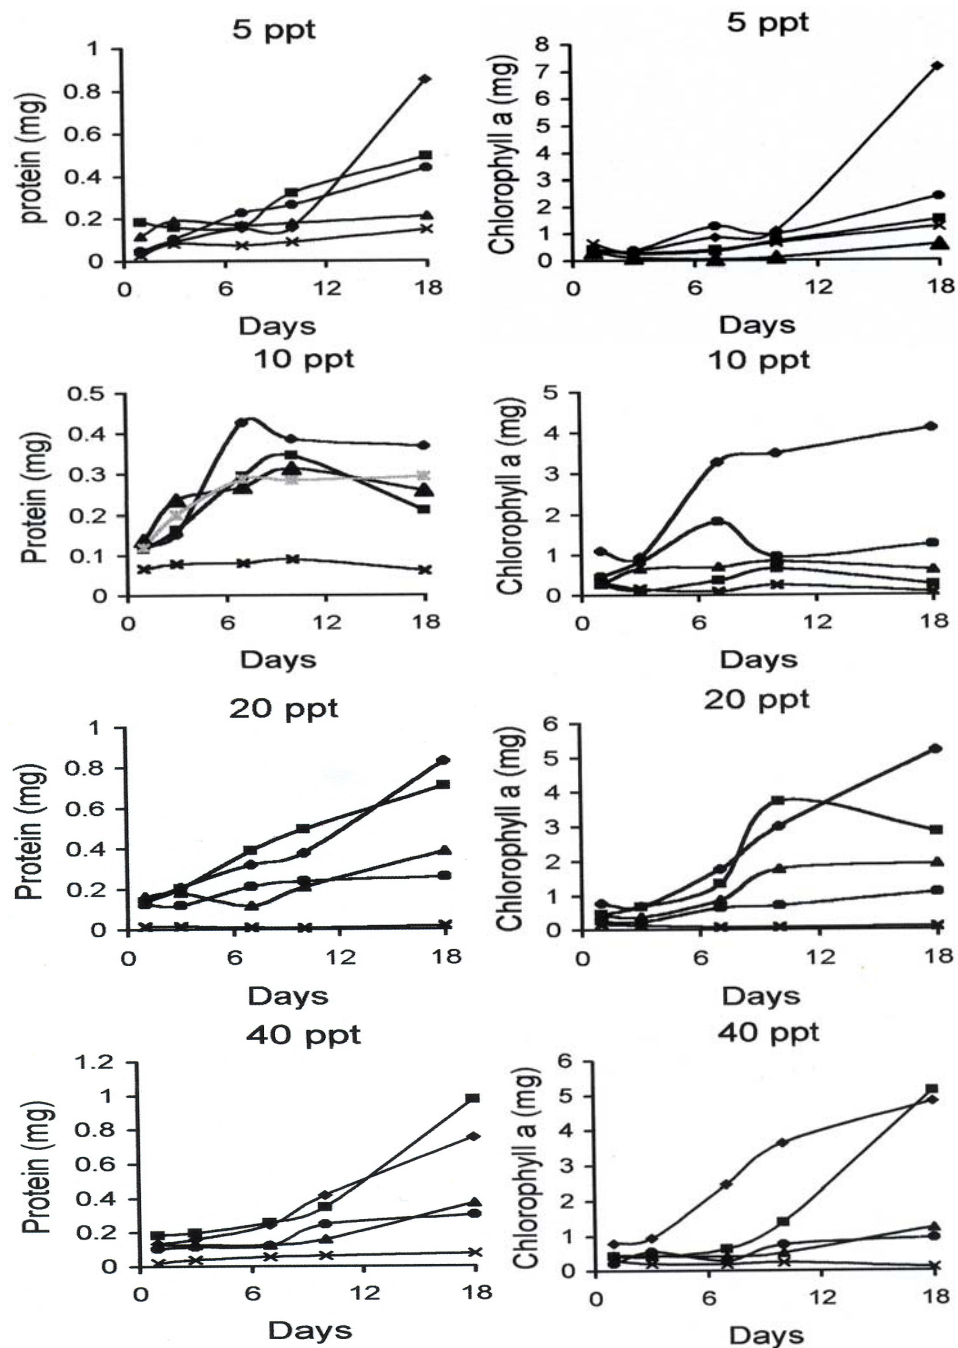 5 ppt
protein (mg)
1
0.8
0.6
0.4
0.2
0
0 6 12 18
Days
5 ppt
Chlorophyll a (mg)
8
7
6
5
4
3
2
1
0
0 6 12 18
Days
10 ppt
Protein (mg)
0.5
0.4
0.3
0.2
0.1
0
0 6 12 18
Days
10 ppt
Chlorophyll a (mg)
5
4
3
2
1
0
0 6 12 18
Days
20 ppt
Protein (mg)
1
0.8
0.6
0.4
0.2
0
0 6 12 18
Days
20 ppt
Chlorophyll a (mg)
6
5
4
3
2
1
0
0 6 12 18
Days
40 ppt
Protein (mg)
1.2
1
0.8
0.6
0.4
0.2
0
0 6 12 18
Days
40 ppt
Chlorophyll a (mg)
6
5
4
3
2
1
0
0 6 12 18
Days